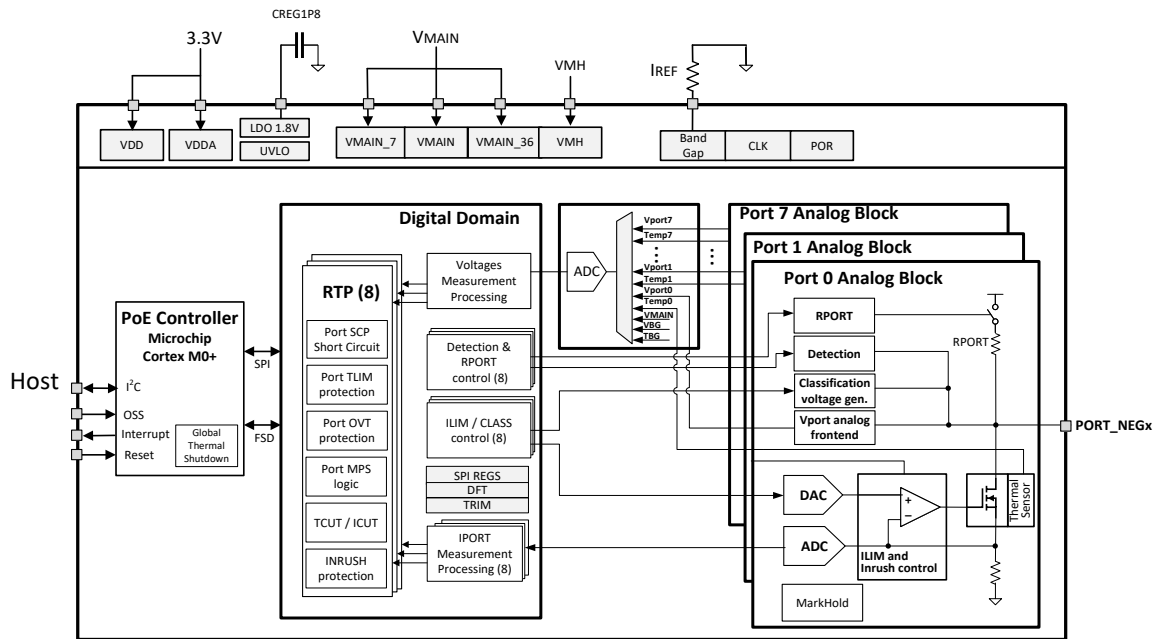 CREG1P8
3.3V
VMAIN
VMH
IREF
VDD
VDDA
LDO 1.8V
UVLO
VMAIN_7
VMAIN
VMAIN_36
VMH
Band
Gap
CLK
POR
Digital Domain
RTP (8)
Port SCP
Short Circuit
Port TLIM
protection
Port OVT
protection
Port MPS
logic
TCUT / ICUT
INRUSH
protection
Voltages
Measurement
Processing
Detection &
RPORT
control (8)
ILIM / CLASS
control (8)
SPI REGS
DFT
TRIM
IPORT
Measurement
Processing (8)
PoE Controller
Microchip
Cortex M0+
Host
I²C
OSS
Interrupt
Reset
Global
Thermal
Shutdown
SPI
FSD
ADC
Vport7
Temp7
Vport1
Temp1
Vport0
Temp0
VMAIN
VBG
TBG
Port 7 Analog Block
Port 1 Analog Block
Port 0 Analog Block
RPORT
RPORT
Detection
Classification
voltage gen.
Vport analog
frontend
PORT_NEGx
DAC
ADC
+
−
Thermal
Sensor
ILIM and
Inrush control
MarkHold